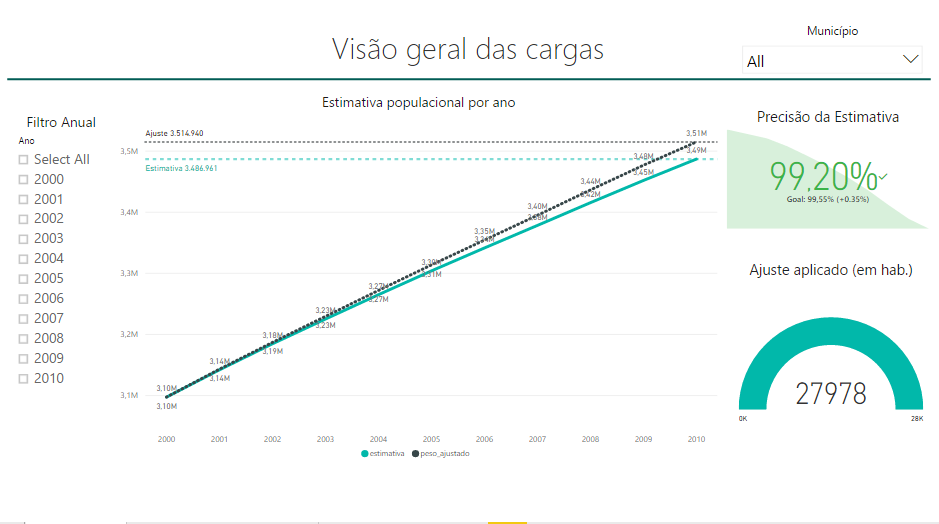 Visão geral das cargas
Município
All
Filtro Anual
Ano
Select All
2000
2001
2002
2003
2004
2005
2006
2007
2008
2009
2010
Estimativa populacional por ano
Ajuste 3.514.940
Estimativa 3.486.961
3,5M
3,4M
3,3M
3,2M
3,1M
3,10M
3,14M
3,18M
3,23M
3,27M
3,35M
3,40M
3,44M
3,48M
3,51M
3,10M
3,14M
3,19M
3,23M
3,27M
3,31M
3,42M
3,45M
3,49M
2000
2001
2002
2003
2004
2005
2006
2007
2008
2009
2010
estimativa
peso_ajustado
Precisão da Estimativa
99,20%
Goal: 99,55% (+0.35%)
Ajuste aplicado (em hab.)
27978
0K
28K